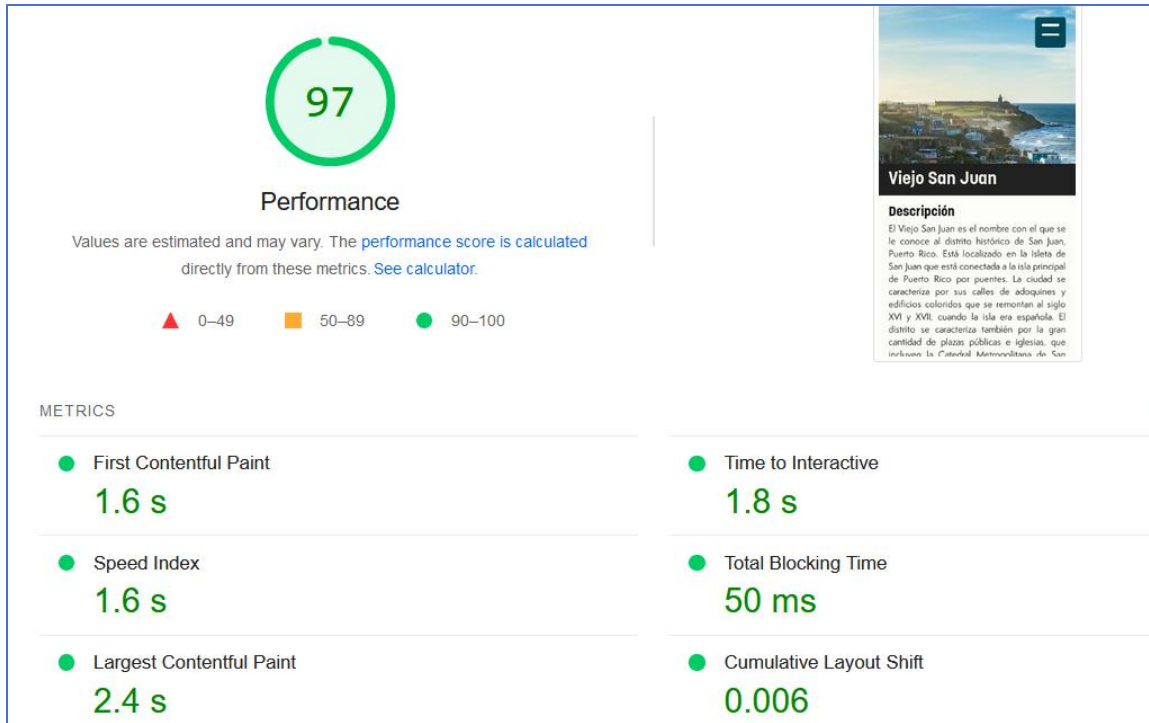 97
Performance
Values are estimated and may vary. The performance score is calculated
directly from these metrics. See calculator.
0–49
50–89
90–100
Viejo San Juan
Descripción
El Viejo San Juan es el nombre con el que se
le conoce al distrito histórico de San Juan,
Puerto Rico. Está localizado en la Isleta de
San Juan que está conectada a la isla principal
de Puerto Rico por puentes. La ciudad se
caracteriza por sus calles de adoquines y
edificios coloridos que se remontan al siglo
XVI y XVII, cuando la isla era española. El
distrito se caracteriza también por la gran
cantidad de plazas públicas e iglesias, que
incluyen la Catedral Metropolitana de San
METRICS
First Contentful Paint
1.6 s
Time to Interactive
1.8 s
Speed Index
1.6 s
Total Blocking Time
50 ms
Largest Contentful Paint
2.4 s
Cumulative Layout Shift
0.006